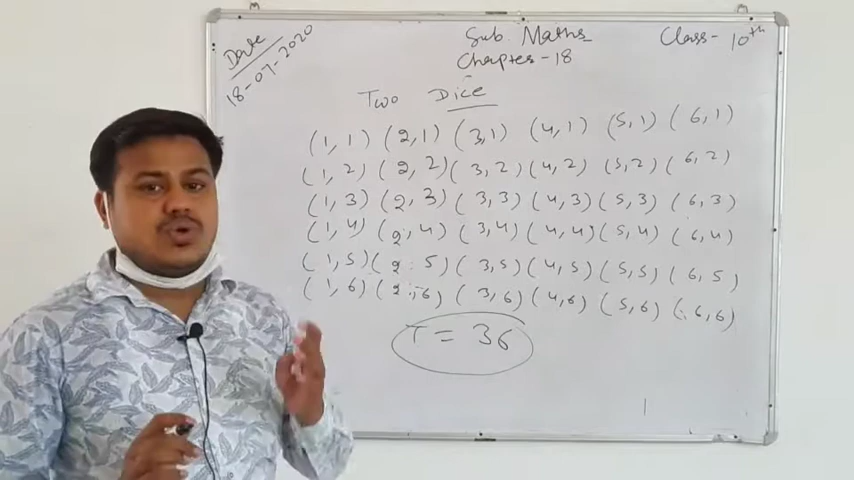 Date
18-07-2020
Sub. Maths
Class- 10th
Chapter-18
Two Dice
(1, 1) (2, 1) (3, 1) (4, 1) (5, 1) (6, 1)
(1, 2) (2, 2) (3, 2) (4, 2) (5, 2) (6, 2)
(1, 3) (2, 3) (3, 3) (4, 3) (5, 3) (6, 3)
(1, 4) (2, 4) (3, 4) (4, 4) (5, 4) (6, 4)
(1, 5) (2, 5) (3, 5) (4, 5) (5, 5) (6, 5)
(1, 6) (2, 6) (3, 6) (4, 6) (5, 6) (6, 6)
T = 36